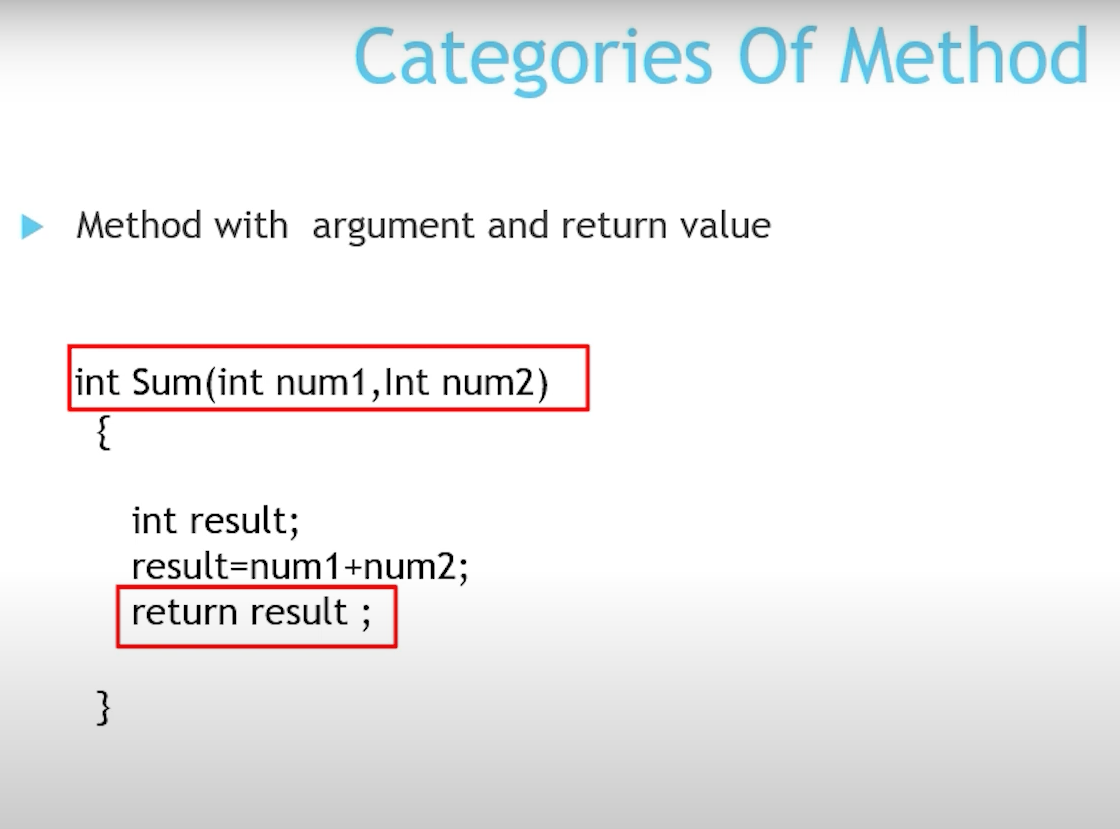 Categories Of Method
Method with argument and return value
int Sum(int num1,Int num2)
{
int result;
result=num1+num2;
return result ;
}